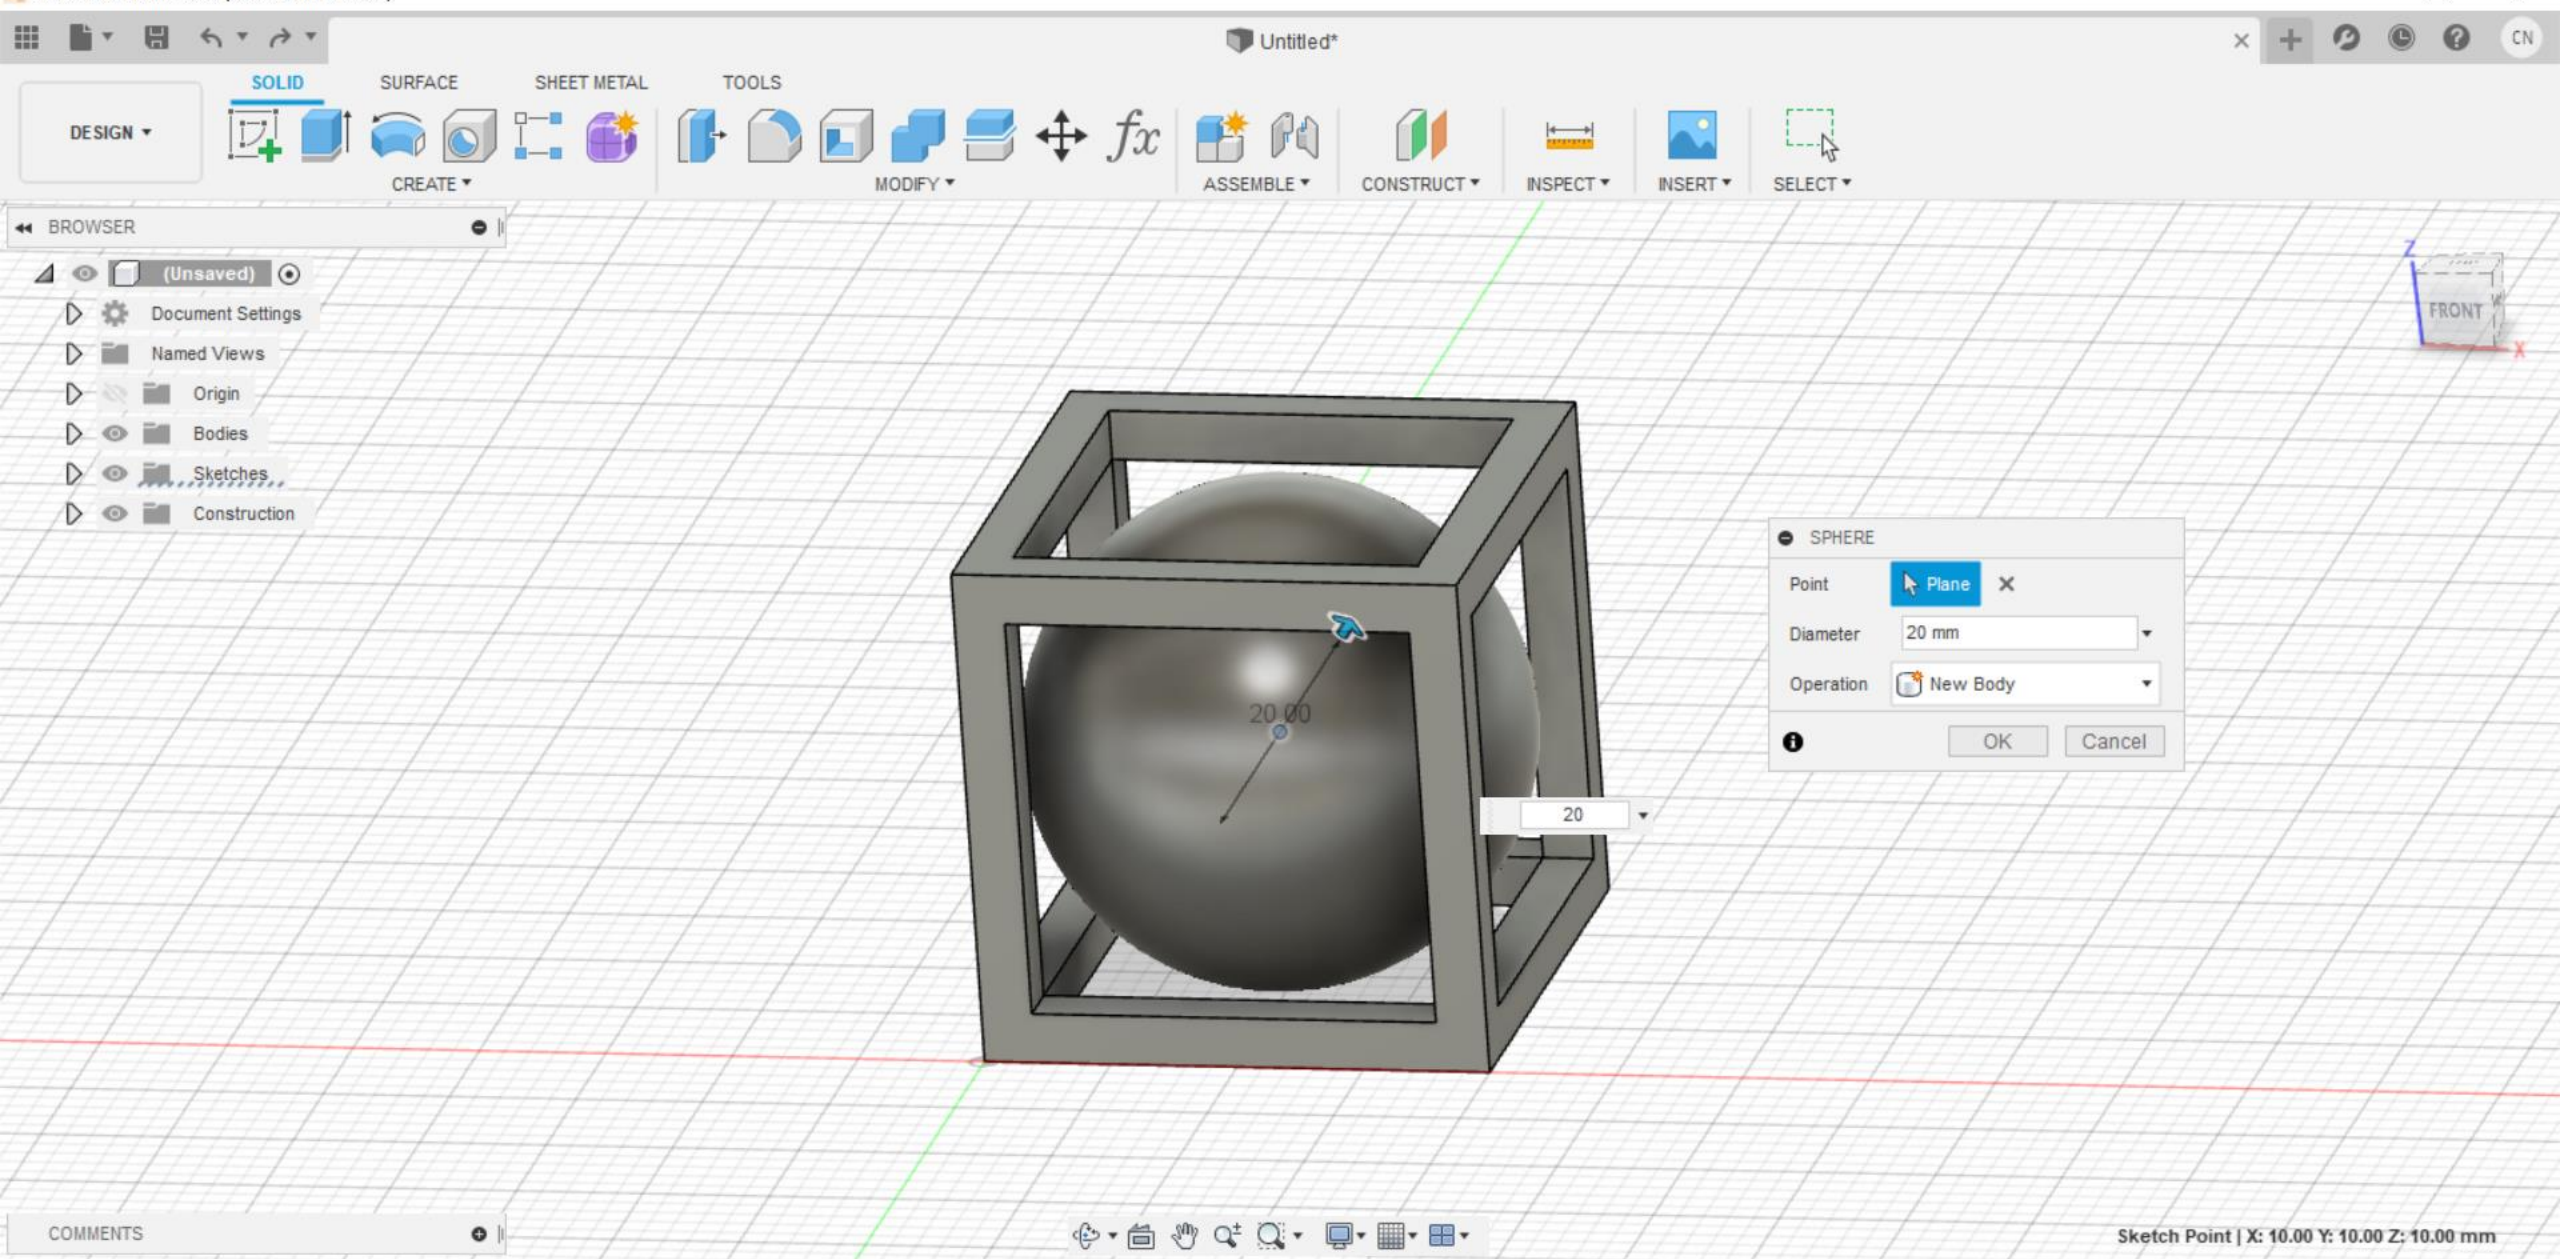 Untitled*
CN
SOLID SURFACE SHEET METAL TOOLS
DESIGN
fx
CREATE MODIFY ASSEMBLE CONSTRUCT INSPECT INSERT SELECT
BROWSER
(Unsaved)
Document Settings
Named Views
Origin
Bodies
Sketches
Construction
Z
FRONT
X
SPHERE
Point Plane
Diameter 20 mm
Operation New Body
OK Cancel
20.00
20
COMMENTS
Sketch Point | X: 10.00 Y: 10.00 Z: 10.00 mm